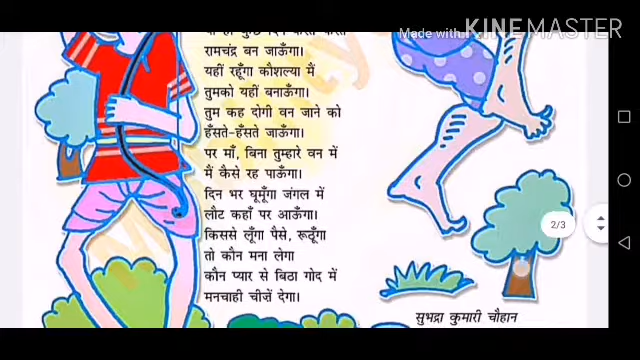 Made with KINEMASTER
रामचंद्र बन जाऊँगा।
यहीं रहूँगा कौशल्या मैं
तुमको यहीं बनाऊँगा।
तुम कह दोगी वन जाने को
हँसते-हँसते जाऊँगा।
पर माँ, बिना तुम्हारे वन में
मैं कैसे रह पाऊँगा।
दिन भर घूमूँगा जंगल में
लौट कहाँ पर आऊँगा।
किससे लूँगा पैसे, रूठूँगा
तो कौन मना लेगा
कौन प्यार से बिठा गोद में
मनचाही चीज़ें देगा।
सुभद्रा कुमारी चौहान
2/3